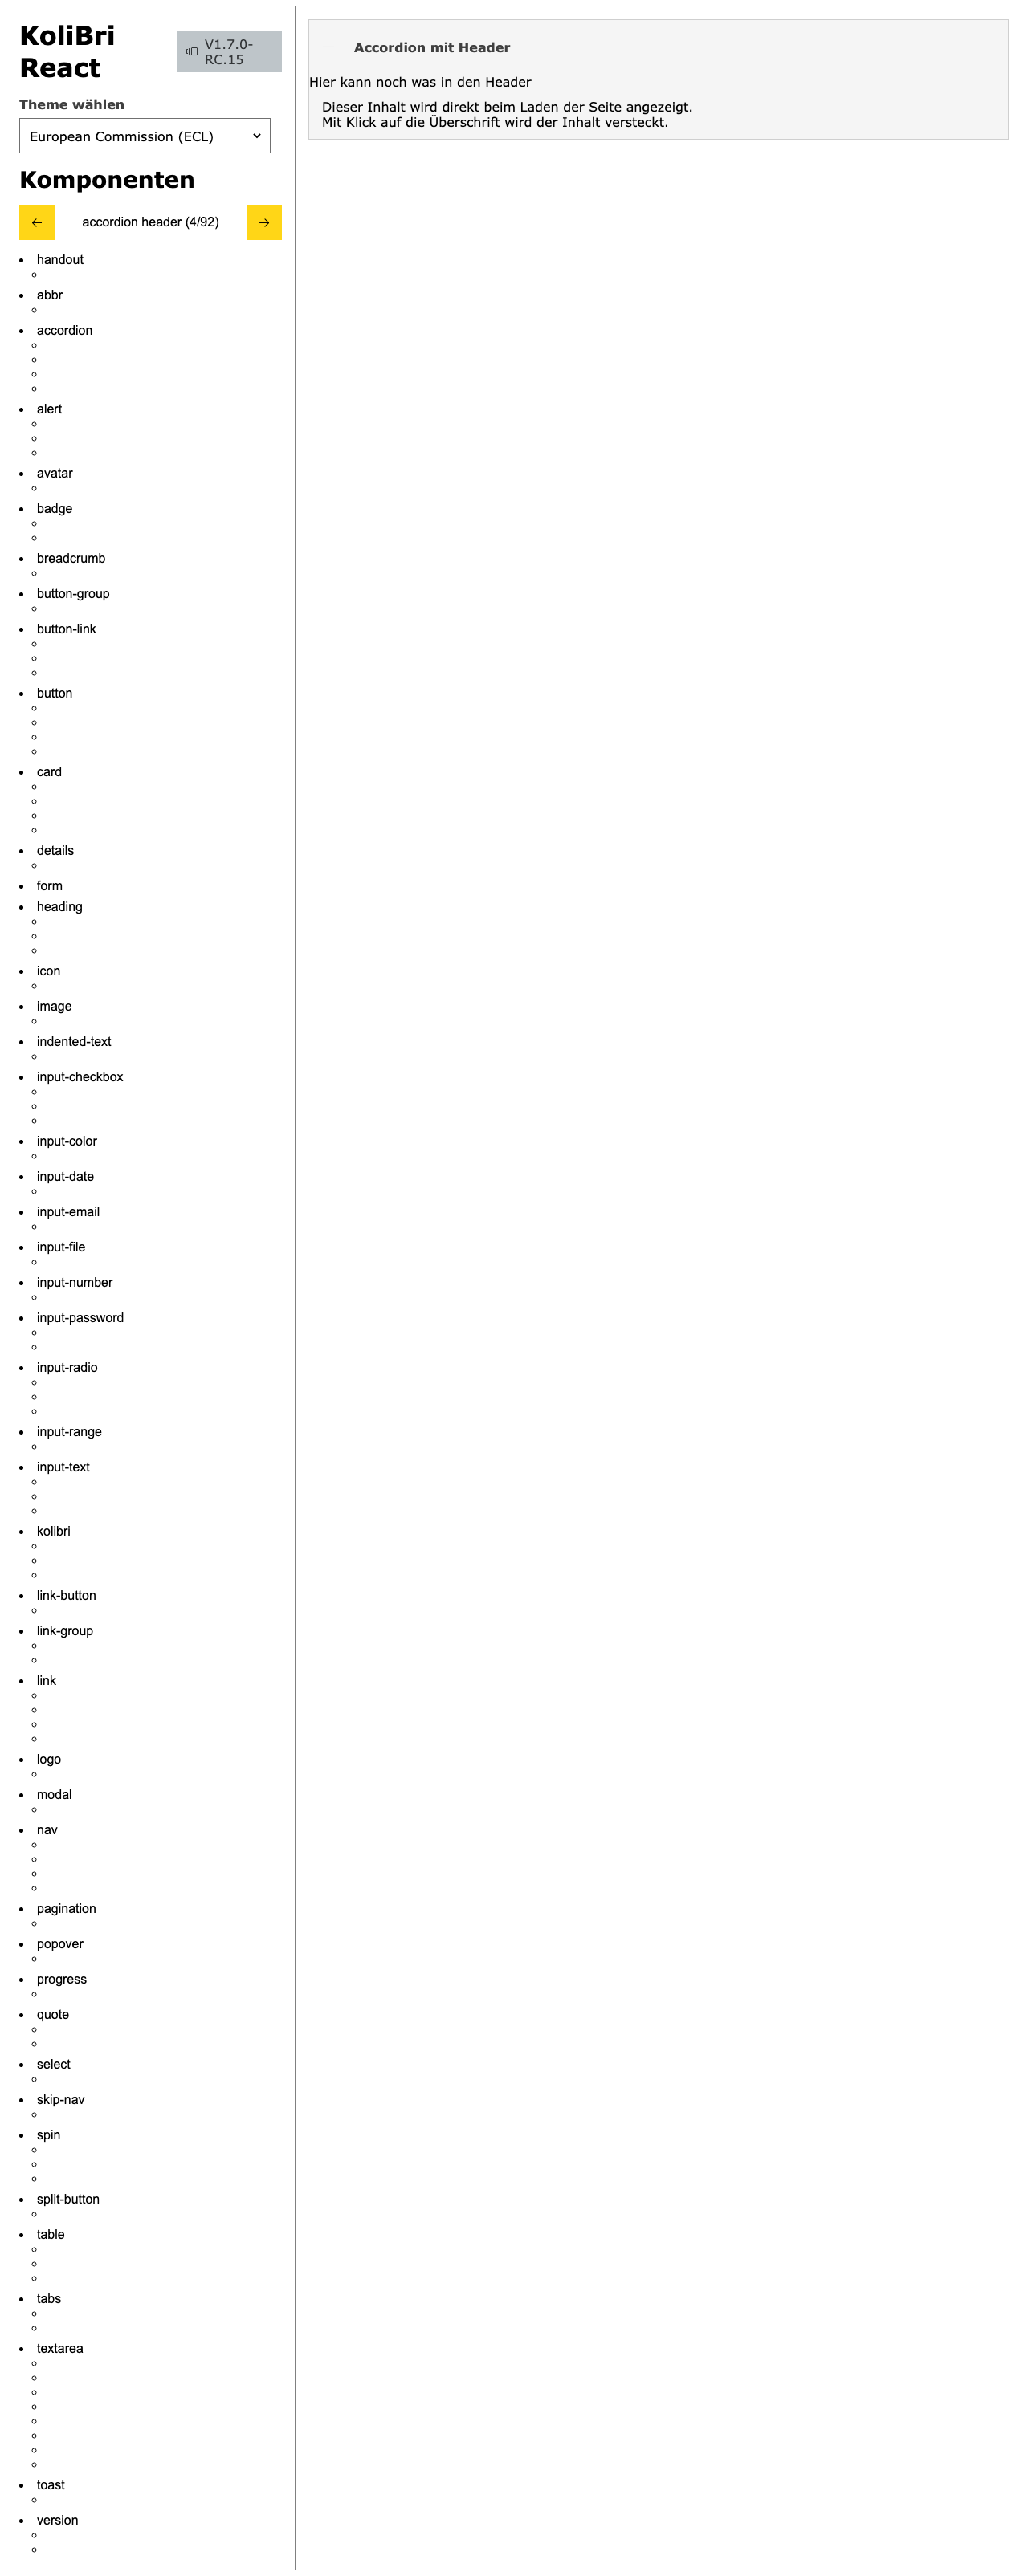 KoliBri
React
V1.7.0-
RC.15
Theme wählen
European Commission (ECL)
Komponenten
accordion header (4/92)
handout
abbr
accordion
alert
avatar
badge
breadcrumb
button-group
button-link
button
card
details
form
heading
icon
image
indented-text
input-checkbox
input-color
input-date
input-email
input-file
input-number
input-password
input-radio
input-range
input-text
kolibri
link-button
link-group
link
logo
modal
nav
pagination
popover
progress
quote
select
skip-nav
spin
split-button
table
tabs
textarea
toast
version
Accordion mit Header
Hier kann noch was in den Header
Dieser Inhalt wird direkt beim Laden der Seite angezeigt.
Mit Klick auf die Überschrift wird der Inhalt versteckt.